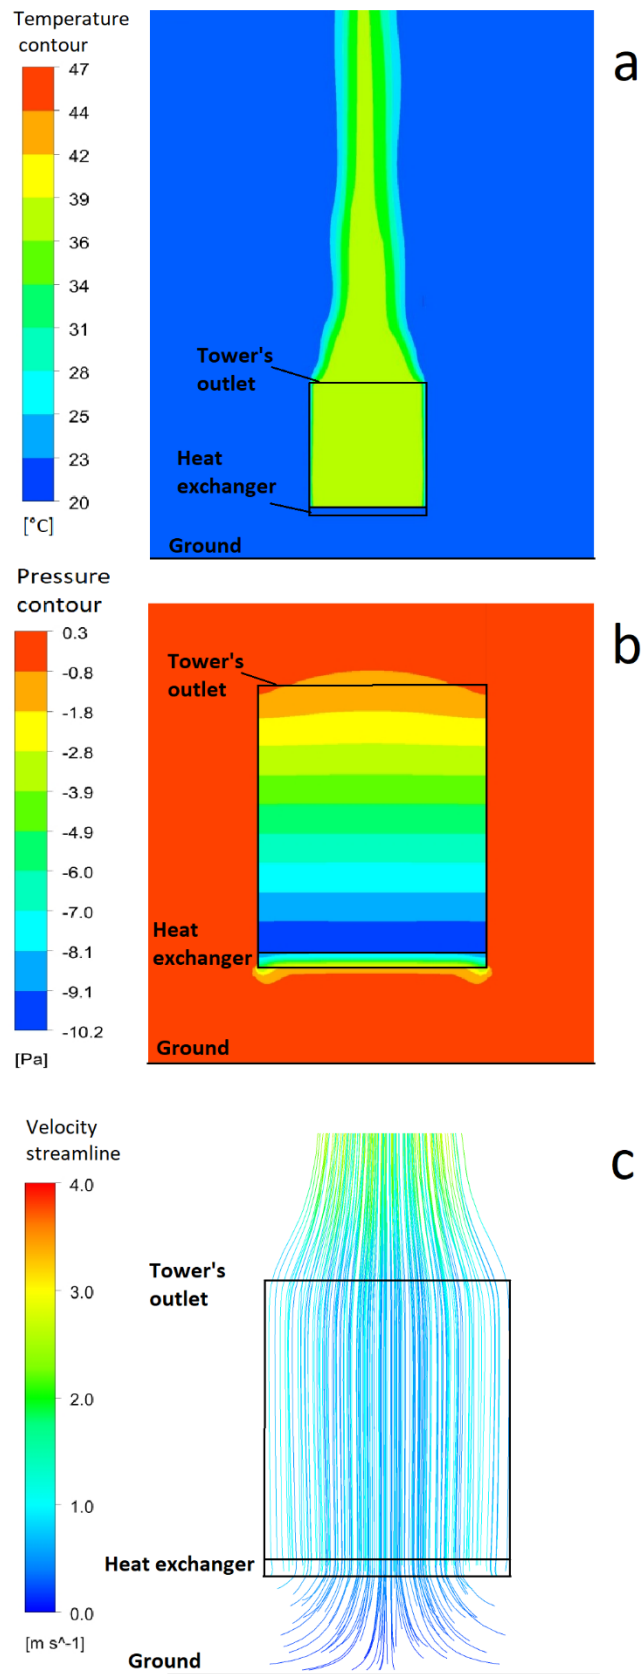 Temperature
contour
a
47
44
42
39
36
34
31
28
25
23
20
[°C]
Tower's
outlet
Heat
exchanger
Ground
Pressure
contour
b
0.3
-0.8
-1.8
-2.8
-3.9
-4.9
-6.0
-7.0
-8.1
-9.1
-10.2
[Pa]
Tower's
outlet
Heat
exchanger
Ground
Velocity
streamline
c
4.0
3.0
2.0
1.0
0.0
[m s^-1]
Tower's
outlet
Heat exchanger
Ground